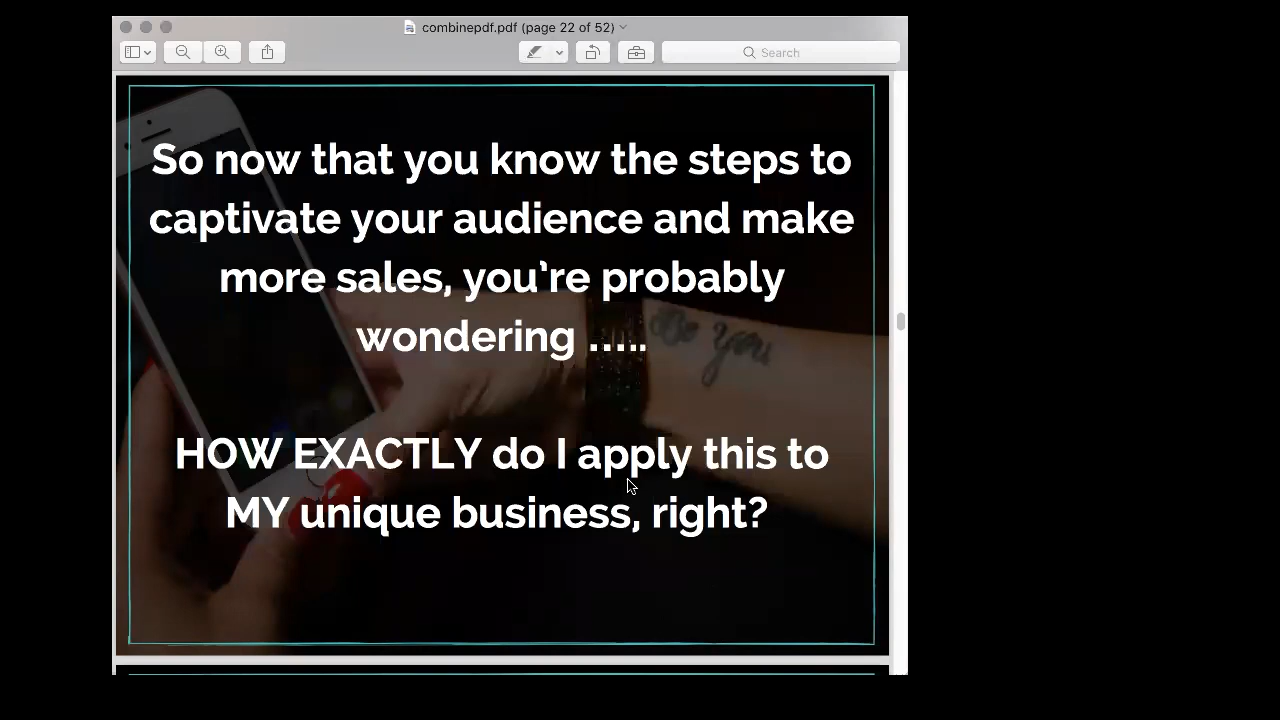 combinepdf.pdf (page 22 of 52)
Search
So now that you know the steps to
captivate your audience and make
more sales, you’re probably
wondering .....
Be you
HOW EXACTLY do I apply this to
MY unique business, right?